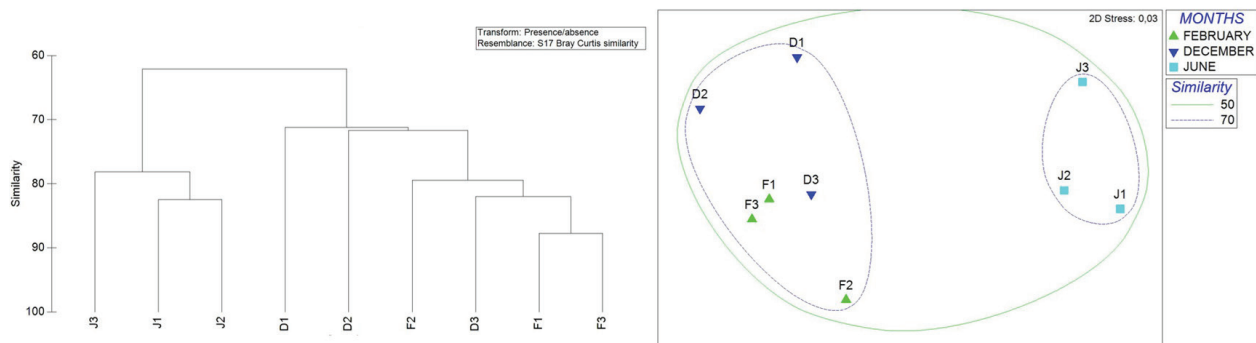 Transform: Presence/absence
Resemblance: S17 Bray Curtis similarity
60
70
80
90
100
Similarity
J3
J1
J2
D1
D2
F2
D3
F1
F3
2D Stress: 0,03
D1
D2
J3
F1
D3
F3
J2
J1
F2
MONTHS
FEBRUARY
DECEMBER
JUNE
Similarity
50
70